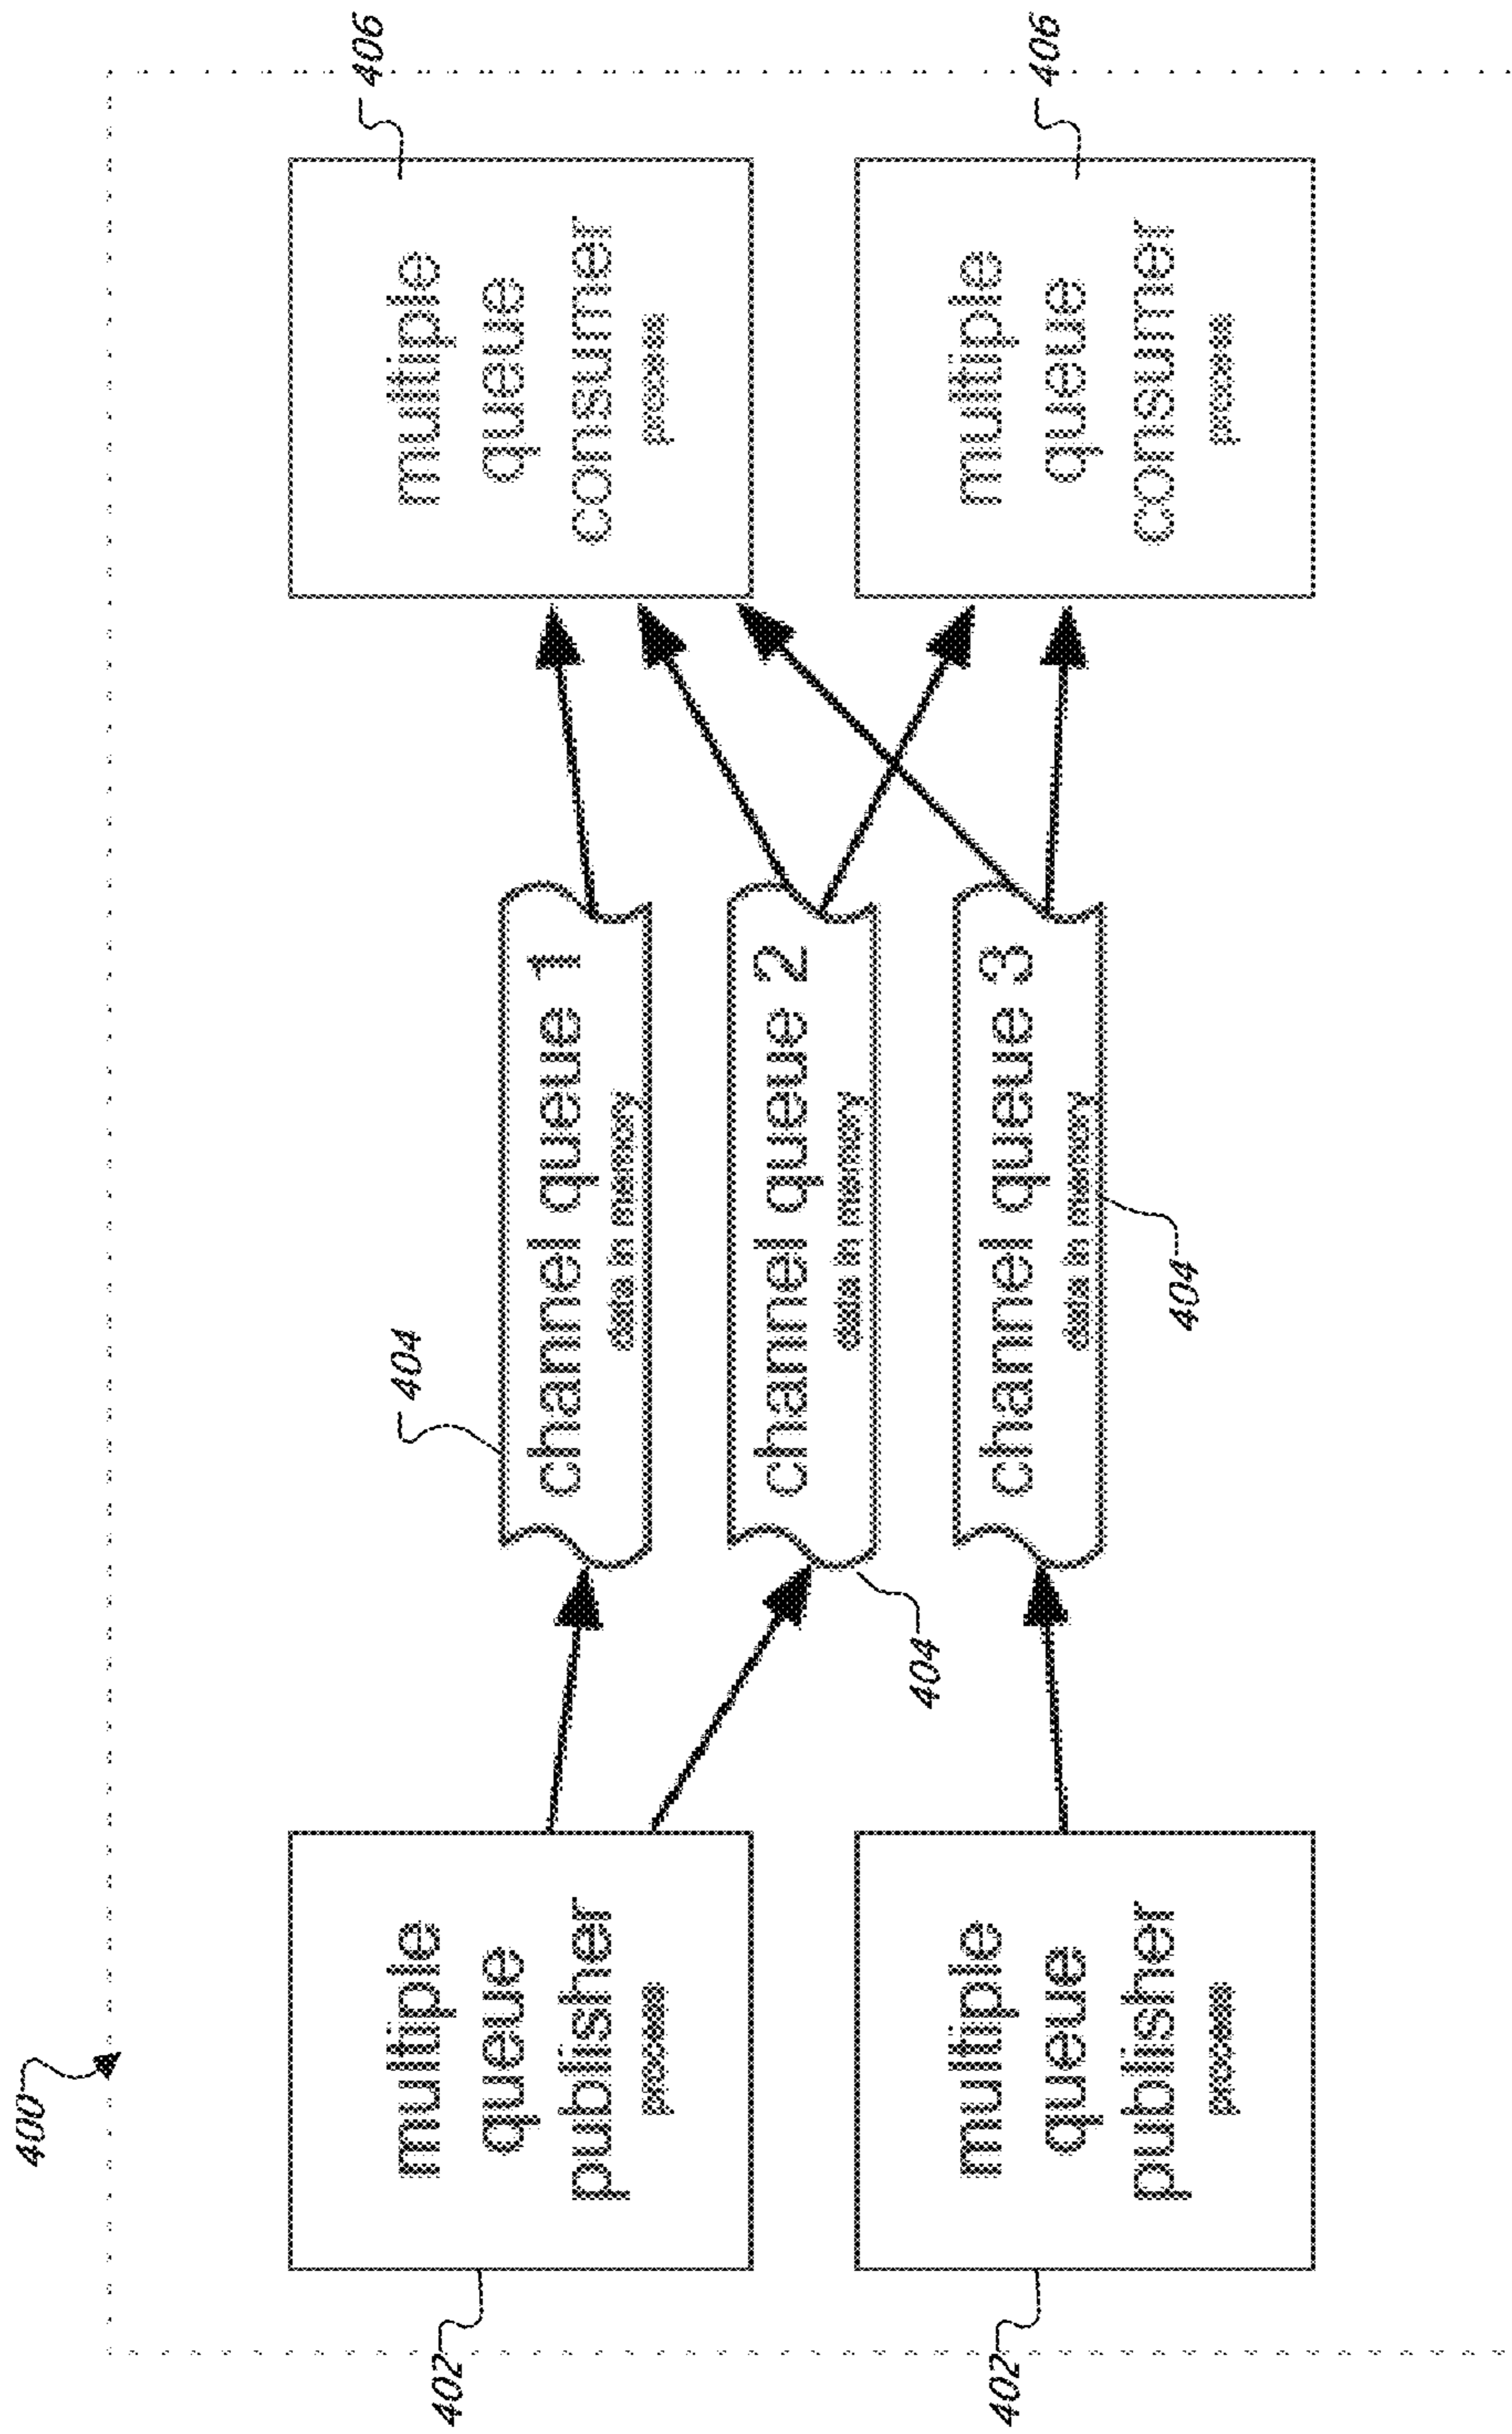 400
402
multiple
queue
publisher
process
402
multiple
queue
publisher
process
404
channel queue 1
data in memory
channel queue 2
data in memory
404
channel queue 3
data in memory
404
406
multiple
queue
consumer
process
406
multiple
queue
consumer
process